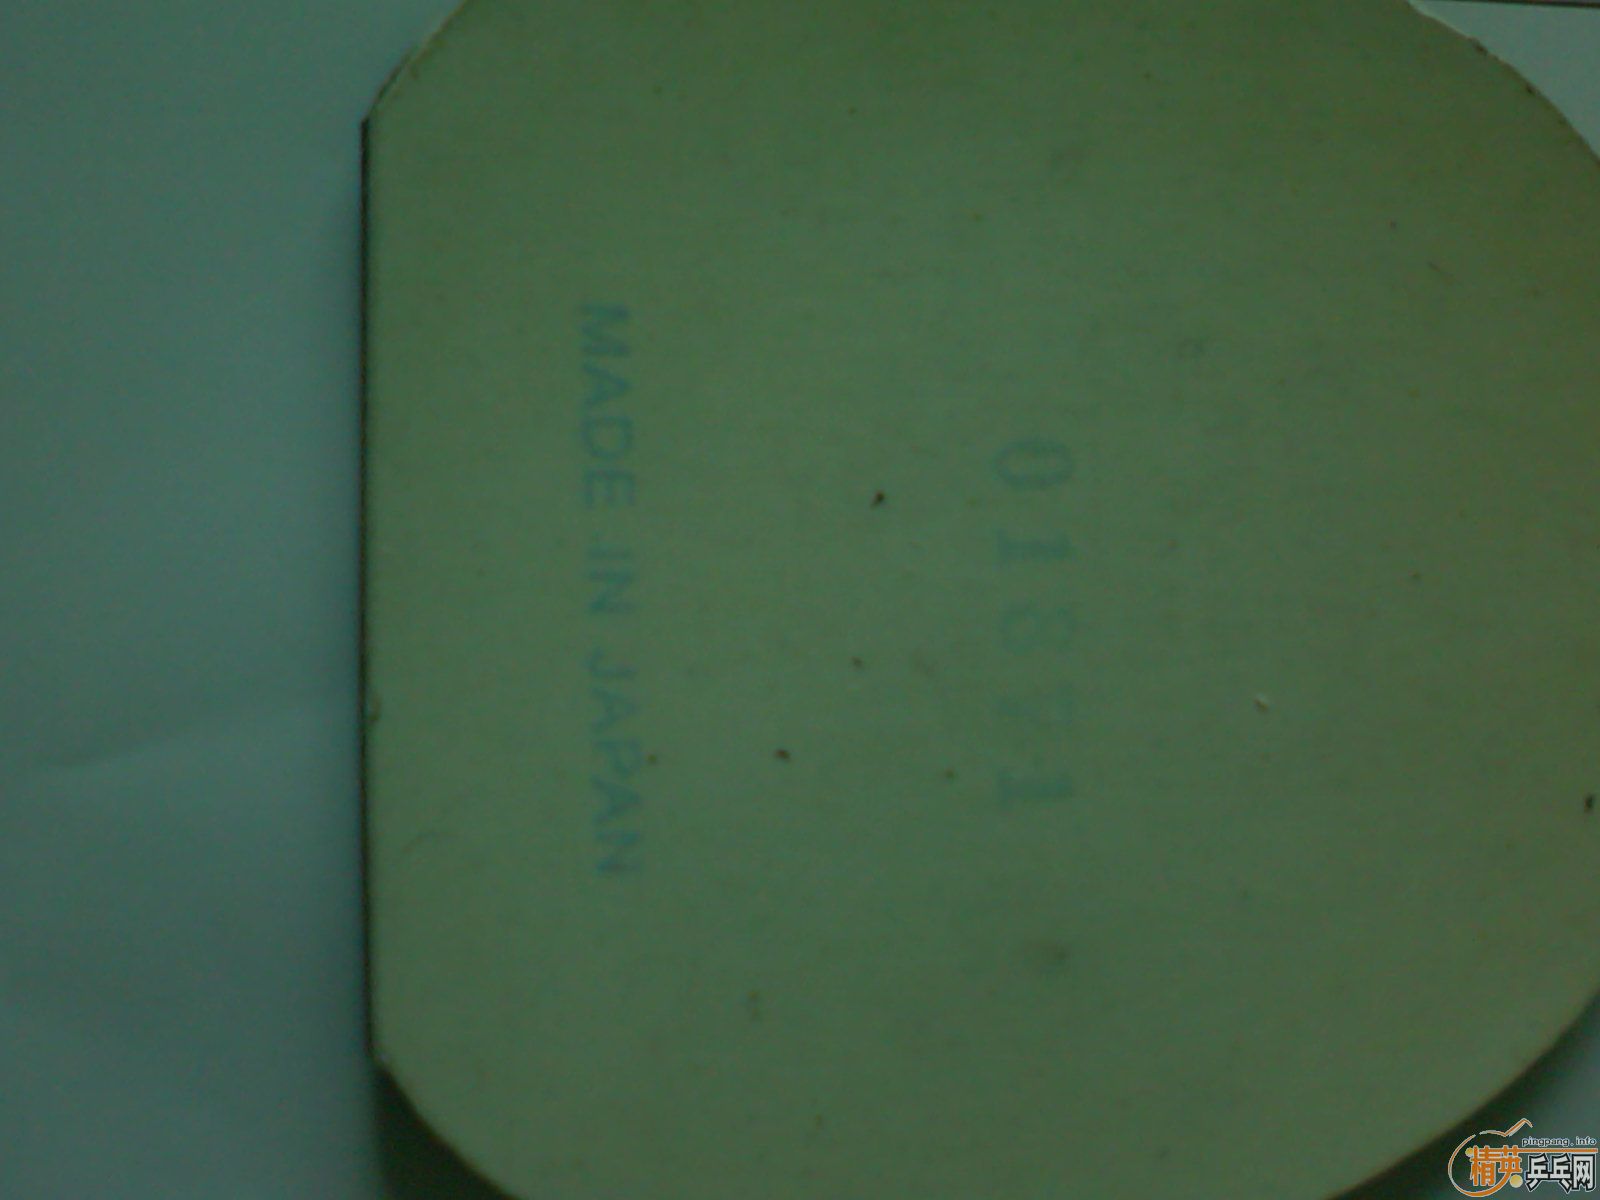 01871
MADE IN JAPAN
pingpang.info
精英乒乓网